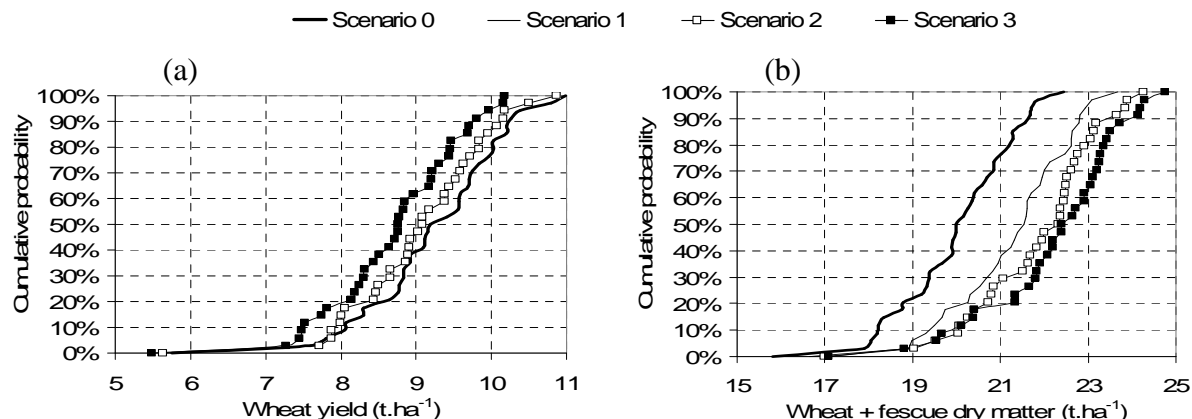 Scenario 0 Scenario 1 Scenario 2 Scenario 3
(a) (b)
100% 100%
90% 90%
80% 80%
70% 70%
60% 60%
50% 50%
40% 40%
30% 30%
20% 20%
10% 10%
0% 0%
Cumulative probability Cumulative probability
5 6 7 8 9 10 11 15 17 19 21 23 25
Wheat yield (t.ha⁻¹) Wheat + fescue dry matter (t.ha⁻¹)